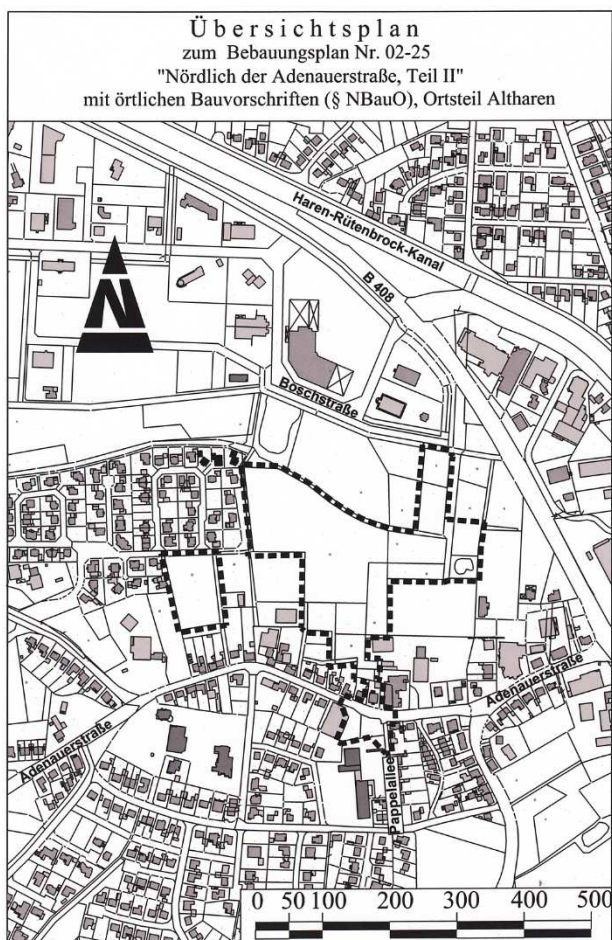 Übersichtsplan
zum Bebauungsplan Nr. 02-25
"Nördlich der Adenauerstraße, Teil II"
mit örtlichen Bauvorschriften (§ NBauO), Ortsteil Altharen
Haren-Rütenbrock-Kanal
B 408
N
Boschstraße
Adenauerstraße
Adenauerstraße
Pappelallee
0 50 100 200 300 400 500